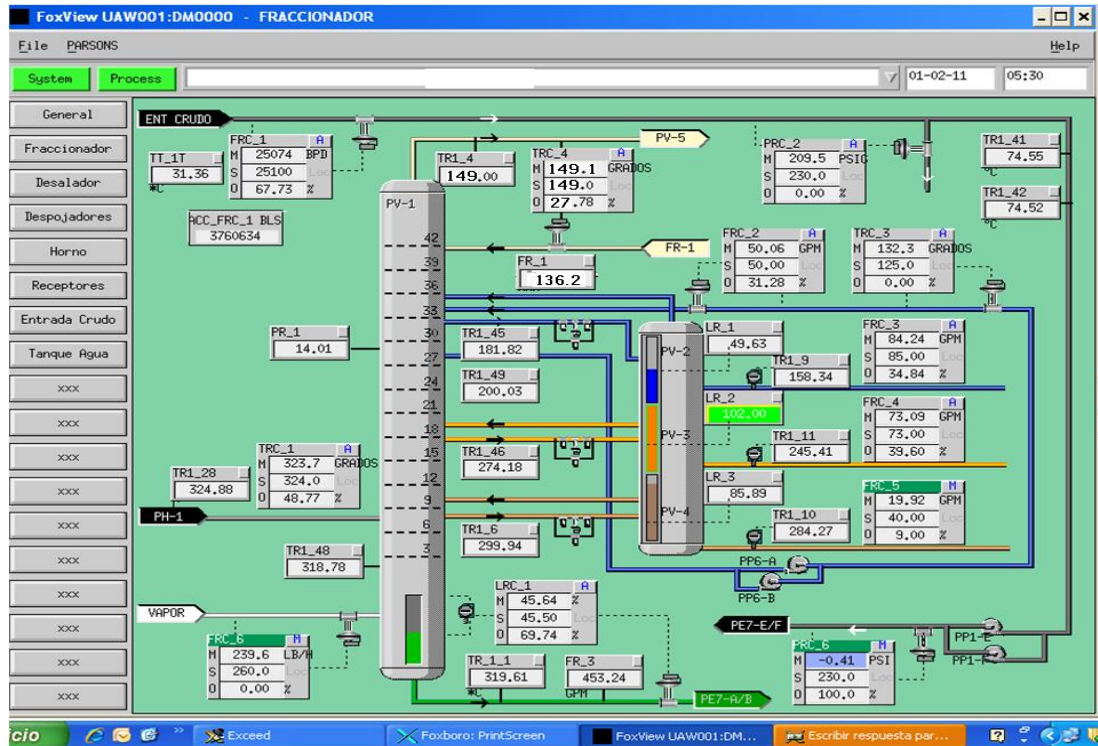 FoxView UAW001:DM0000 - FRACCIONADOR
File PARSONS Help
System Process 01-02-11 05:30
General
Fraccionador
Desalador
Despojadores
Horno
Receptores
Entrada Crudo
Tanque Agua
xxx
xxx
xxx
xxx
xxx
xxx
xxx
xxx
xxx
xxx
ENT CRUDO
TT_1T
31.36
°C
FRC_1 A
M 25074 BPD
S 25100 Loc
O 67.73 %
ACC_FRC_1 BLS
3760634
TR1_4
149.00
TRC_4 A
M 149.1 GRADOS
S 149.0
O 27.78 %
PV-5
PRC_2 A
M 209.5 PSIG
S 230.0 Loc
O 0.00 %
TR1_41
74.55
°C
TR1_42
74.52
°C
PV-1
42
39
36
33
30
27
24
21
18
15
12
9
6
3
FR-1
FR_1
136.2
FRC_2 A
M 50.06 GPM
S 50.00 Loc
O 31.28 %
TRC_3 A
M 132.3 GRADOS
S 125.0 Loc
O 0.00 %
PR_1
14.01
TR1_45
181.82
TR1_49
200.03
TR1_46
274.18
TR1_6
299.94
PV-2
PV-3
PV-4
LR_1
49.63
TR1_9
158.34
LR_2
102.00
TR1_11
245.41
LR_3
85.89
TR1_10
284.27
FRC_3 A
M 84.24 GPM
S 85.00 Loc
O 34.84 %
FRC_4 A
M 73.09 GPM
S 73.00 Loc
O 39.60 %
FRC_5 M
M 19.92 GPM
S 40.00 Loc
O 9.00 %
TRC_1 A
M 323.7 GRADOS
S 324.0 Loc
O 48.77 %
TR1_28
324.88
PH-1
TR1_48
318.78
PP6-A
PP6-B
VAPOR
FRC_6 M
M 239.6 LB/H
S 260.0 Loc
O 0.00 %
LRC_1 A
M 45.64 %
S 45.50 Loc
O 69.74 %
TR_1_1
319.61
°C
FR_3
453.24
GPM
PE7-A/B
PE7-E/F
PP1-E
PP1-F
PRC_6 M
M -0.41 PSI
S 230.0 Loc
O 100.0 %
icio Exceed Foxboro: PrintScreen FoxView UAW001:DM... Escribir respuesta par...